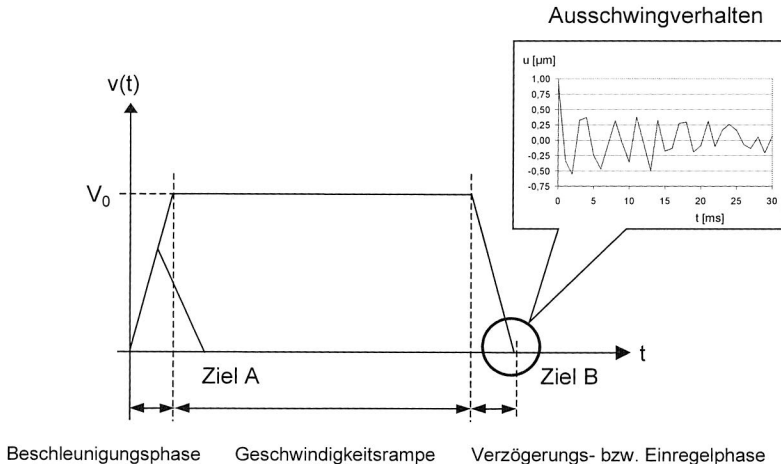 Ausschwingverhalten
u [µm]
1,00
0,75
0,50
0,25
0,00
-0,25
-0,50
-0,75
0 5 10 15 20 25 30
t [ms]
v(t)
V0
t
Ziel A
Ziel B
Beschleunigungsphase Geschwindigkeitsrampe Verzögerungs- bzw. Einregelphase